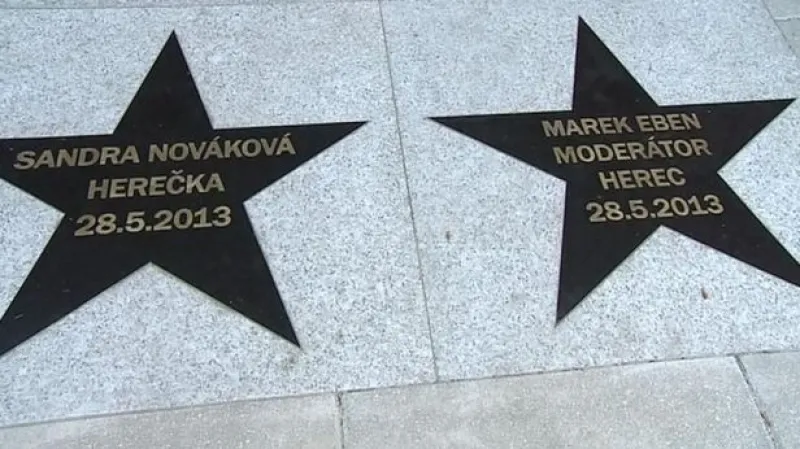 SANDRA NOVÁKOVÁ
HEREČKA
28.5.2013
MAREK EBEN
MODERÁTOR
HEREC
28.5.2013